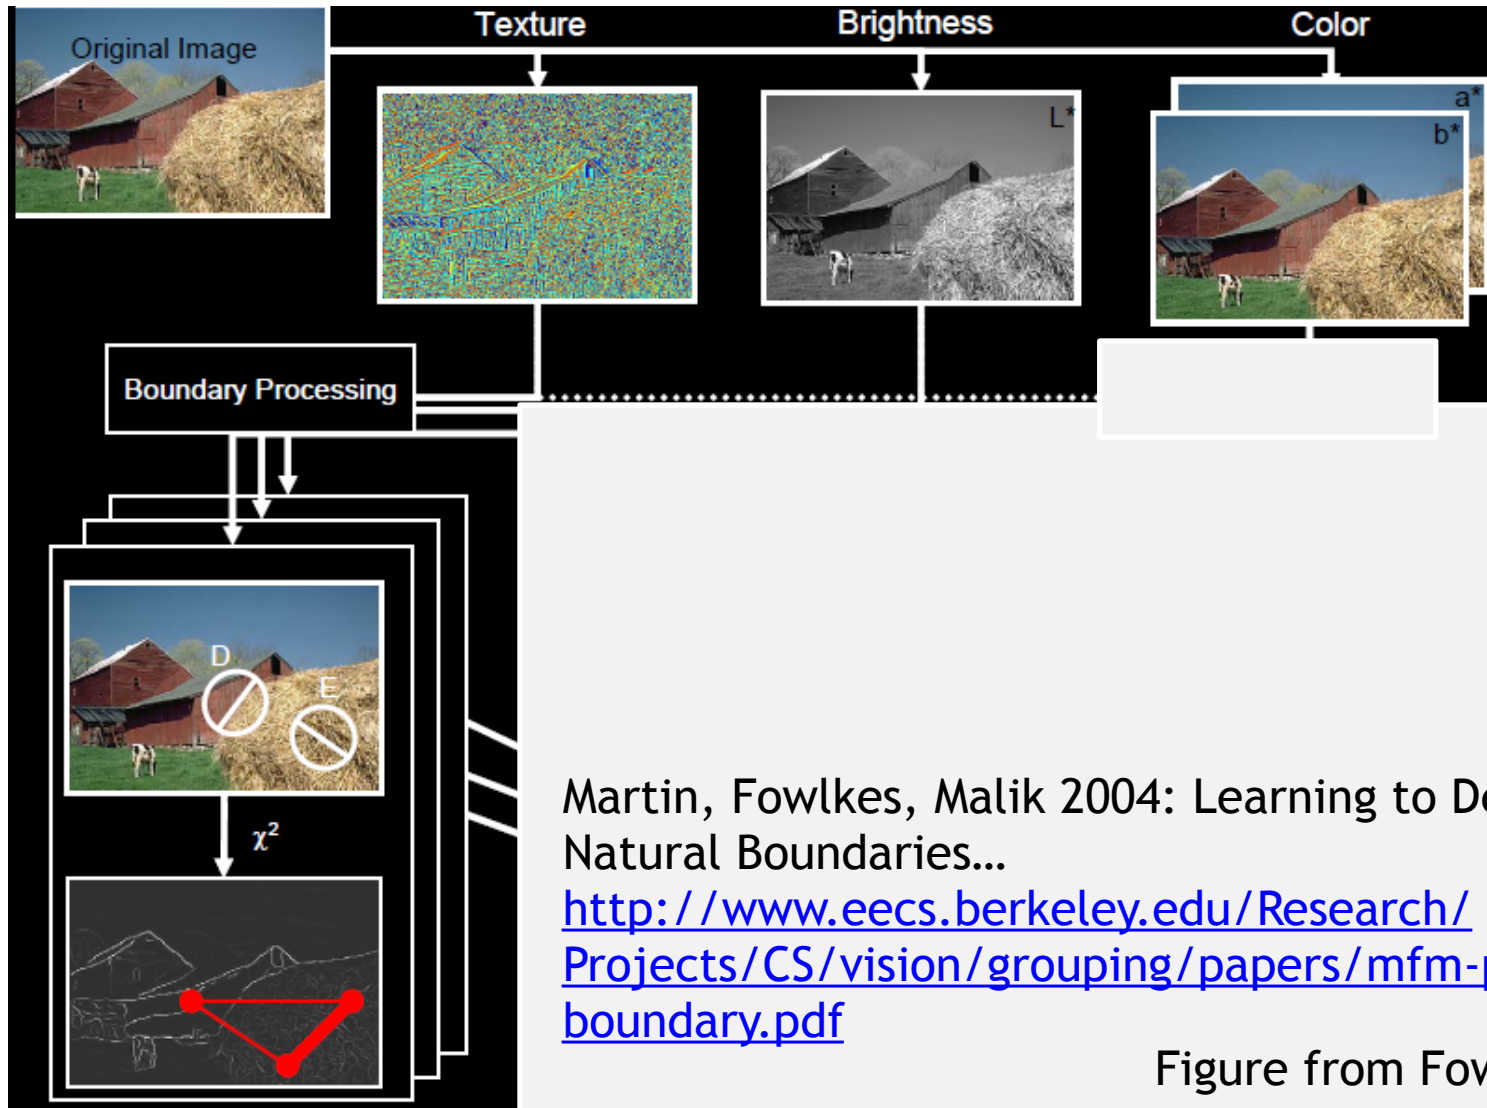 Texture
Brightness
Color
Original Image
L*
a*
b*
Boundary Processing
D
E
χ²
Martin, Fowlkes, Malik 2004: Learning to De
Natural Boundaries…
http://www.eecs.berkeley.edu/Research/
Projects/CS/vision/grouping/papers/mfm-p
boundary.pdf
Figure from Fow